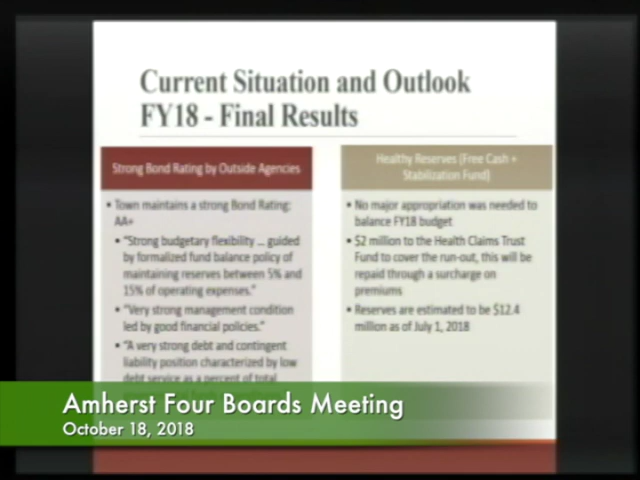 Current Situation and Outlook
FY18 - Final Results
Strong Bond Rating by Outside Agencies
Town maintains a strong Bond Rating:
AA+
"Strong budgetary flexibility ... guided
by formalized fund balance policy of
maintaining reserves between 5% and
15% of operating expenses."
"Very strong management condition
led by good financial policies."
"A very strong debt and contingent
liability position characterized by low
debt service as a percent of total
Healthy Reserves (Free Cash +
Stabilization Fund)
No major appropriation was needed to
balance FY18 budget
$2 million to the Health Claims Trust
Fund to cover the run-out, this will be
repaid through a surcharge on
premiums
Reserves are estimated to be $12.4
million as of July 1, 2018
Amherst Four Boards Meeting
October 18, 2018